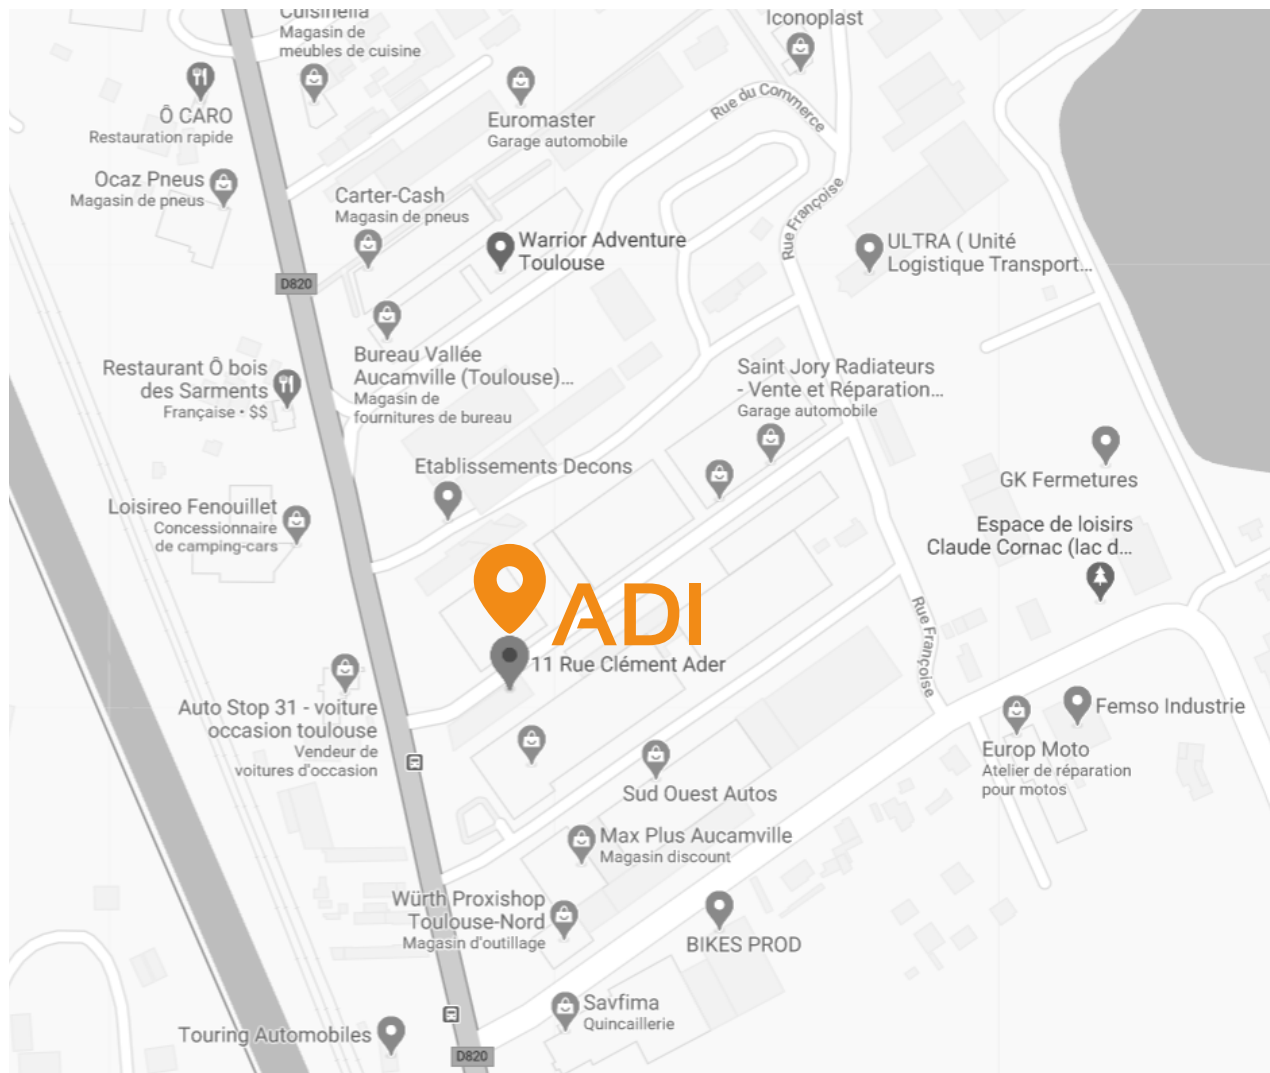 Cuisinella
Magasin de
meubles de cuisine
Iconoplast
Ô CARO
Restauration rapide
Euromaster
Garage automobile
Rue du Commerce
Ocaz Pneus
Magasin de pneus
Carter-Cash
Magasin de pneus
Rue Françoise
Warrior Adventure
Toulouse
ULTRA ( Unité
Logistique Transport...
D820
Bureau Vallée
Aucamville (Toulouse)...
Magasin de
fournitures de bureau
Restaurant Ô bois
des Sarments
Française • $$
Saint Jory Radiateurs
- Vente et Réparation...
Garage automobile
Etablissements Decons
GK Fermetures
Loisireo Fenouillet
Concessionnaire
de camping-cars
Espace de loisirs
Claude Cornac (lac d...
ADI
Rue Françoise
11 Rue Clément Ader
Auto Stop 31 - voiture
occasion toulouse
Vendeur de
voitures d'occasion
Femso Industrie
Europ Moto
Atelier de réparation
pour motos
Sud Ouest Autos
Max Plus Aucamville
Magasin discount
Würth Proxishop
Toulouse-Nord
Magasin d'outillage
BIKES PROD
Savfima
Quincaillerie
Touring Automobiles
D820